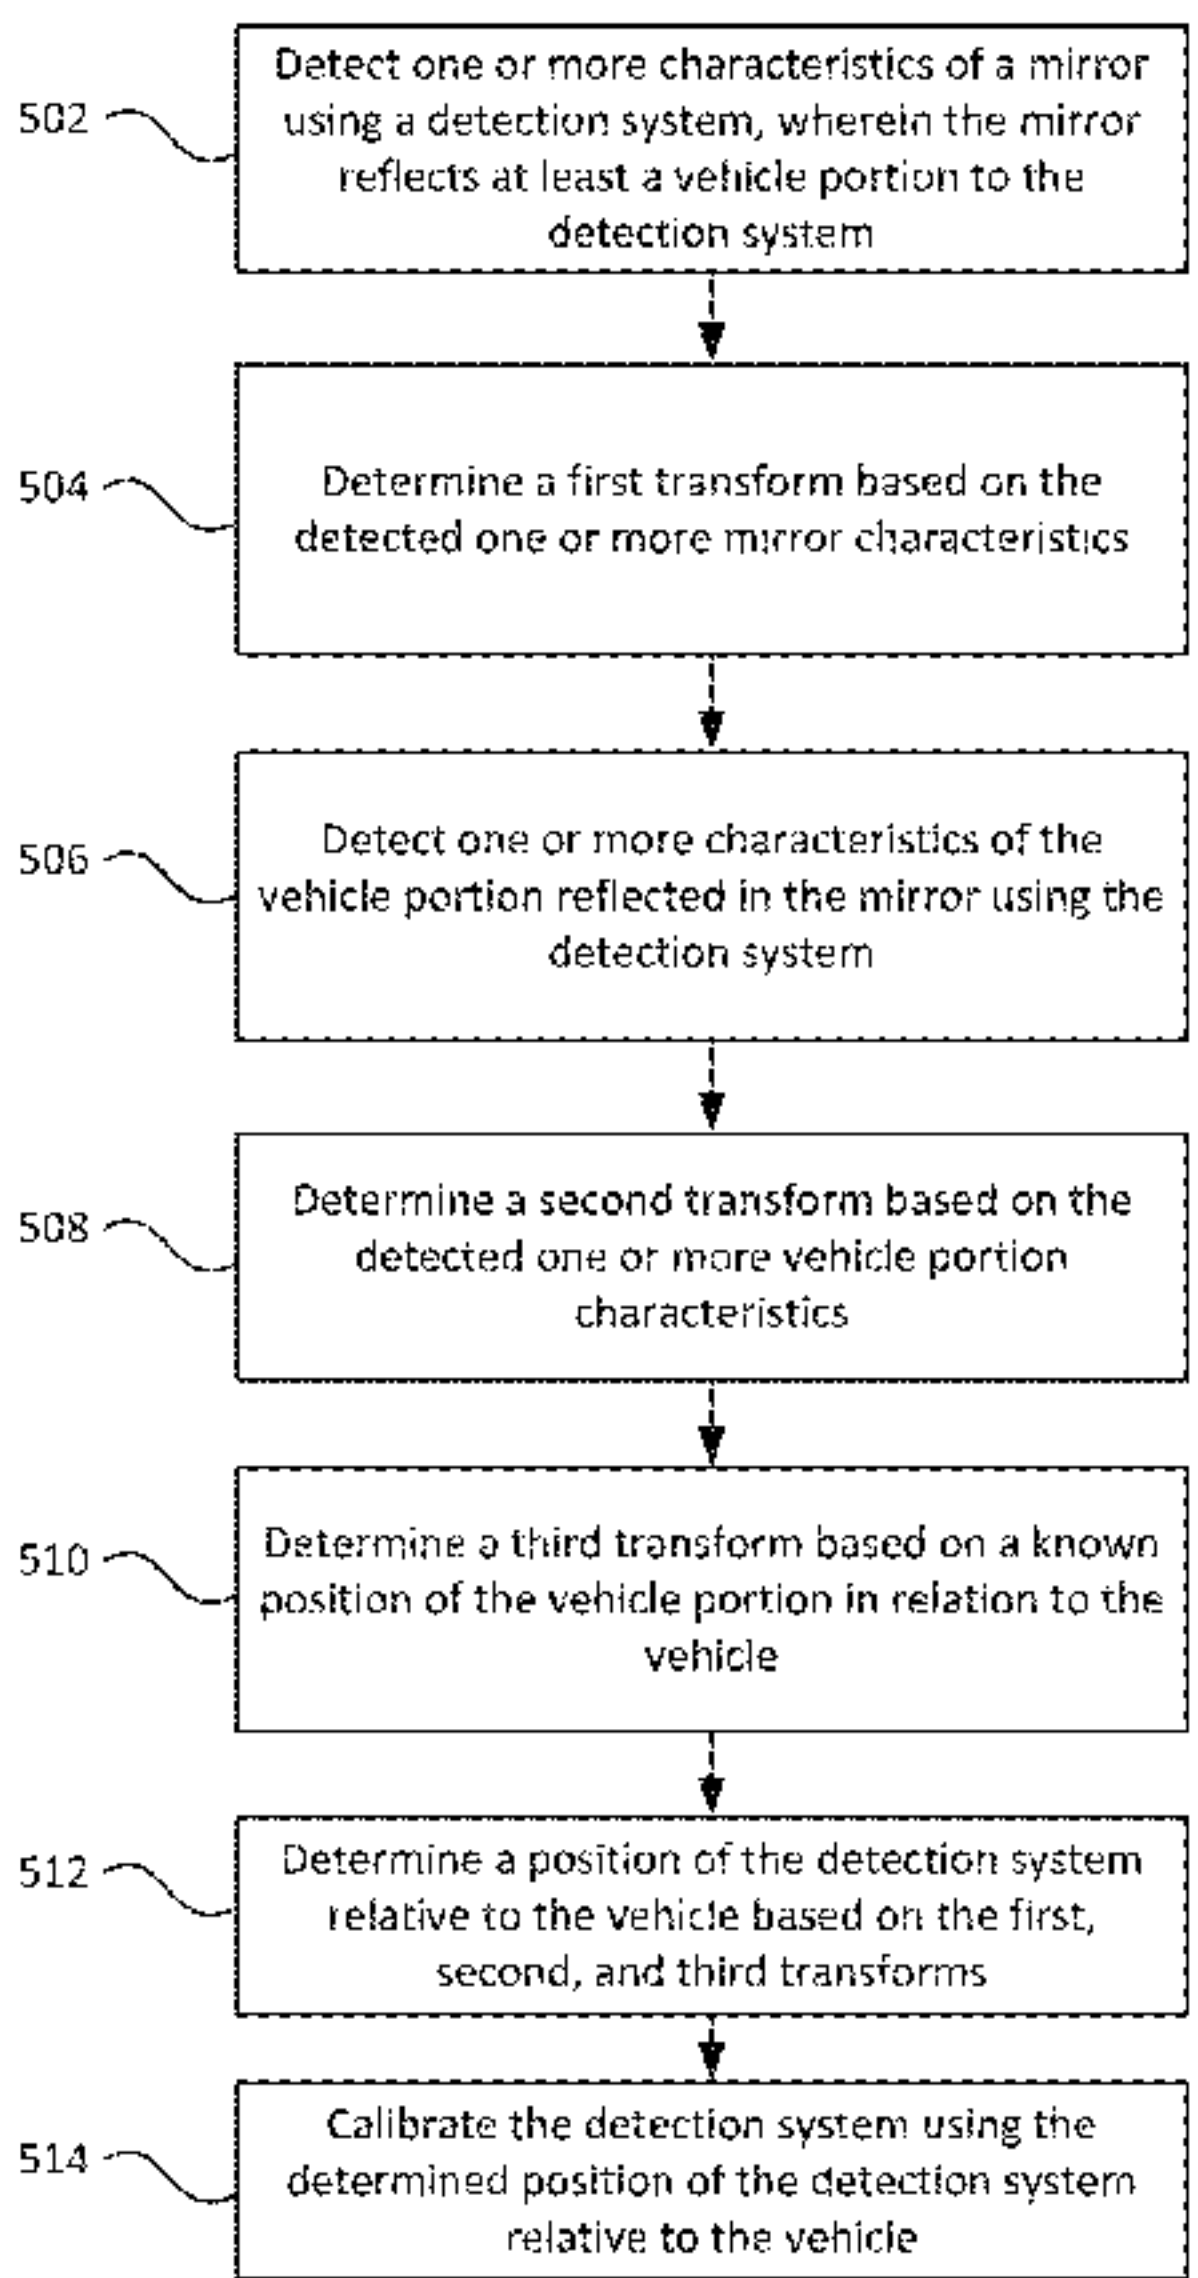 502
Detect one or more characteristics of a mirror
using a detection system, wherein the mirror
reflects at least a vehicle portion to the
detection system
504
Determine a first transform based on the
detected one or more mirror characteristics
506
Detect one or more characteristics of the
vehicle portion reflected in the mirror using the
detection system
508
Determine a second transform based on the
detected one or more vehicle portion
characteristics
510
Determine a third transform based on a known
position of the vehicle portion in relation to the
vehicle
512
Determine a position of the detection system
relative to the vehicle based on the first,
second, and third transforms
514
Calibrate the detection system using the
determined position of the detection system
relative to the vehicle